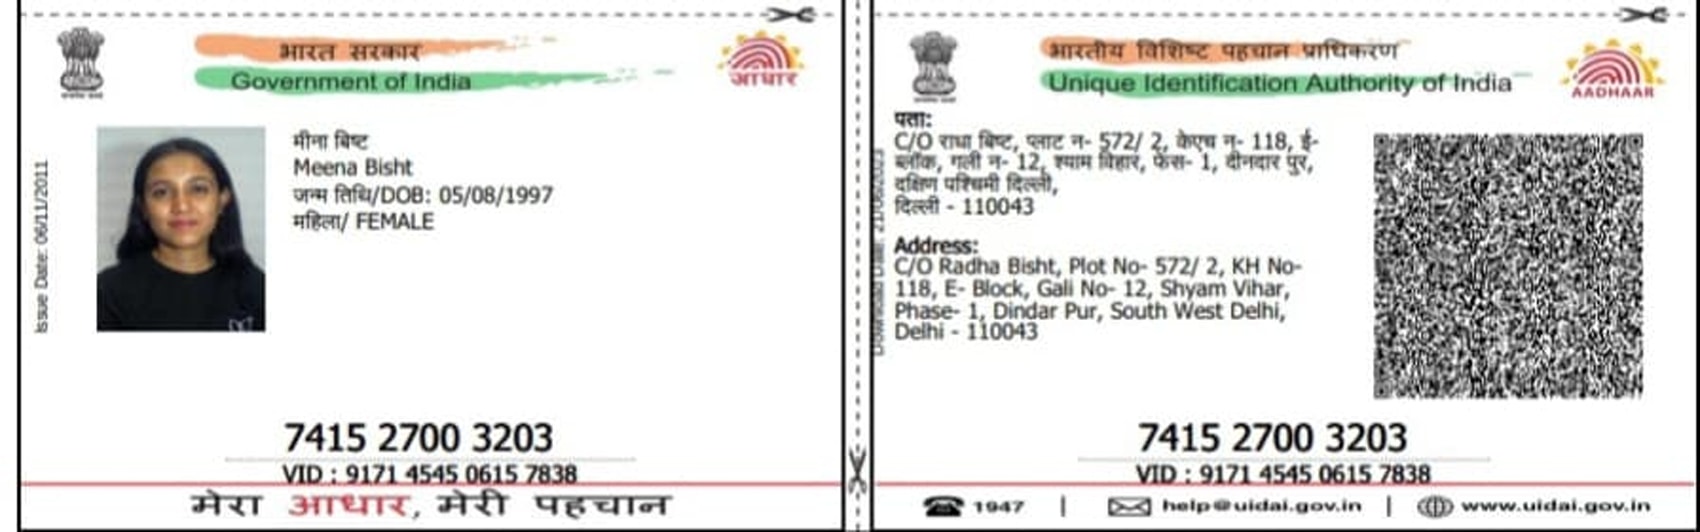 भारत सरकार
Government of India
आधार
Issue Date: 06/11/2011
मीना बिष्ट
Meena Bisht
जन्म तिथि/DOB: 05/08/1997
महिला/ FEMALE
7415 2700 3203
VID : 9171 4545 0615 7838
मेरा आधार, मेरी पहचान
भारतीय विशिष्ट पहचान प्राधिकरण
Unique Identification Authority of India
AADHAAR
पता:
C/O राधा बिष्ट, प्लाट न- 572/ 2, केएच न- 118, ई-
ब्लॉक, गली न- 12, श्याम विहार, फेस- 1, दीनदार पुर,
दक्षिण पश्चिमी दिल्ली,
दिल्ली - 110043
Address:
C/O Radha Bisht, Plot No- 572/ 2, KH No-
118, E- Block, Gali No- 12, Shyam Vihar,
Phase- 1, Dindar Pur, South West Delhi,
Delhi - 110043
7415 2700 3203
VID : 9171 4545 0615 7838
1947 | help@uidai.gov.in | www.uidai.gov.in